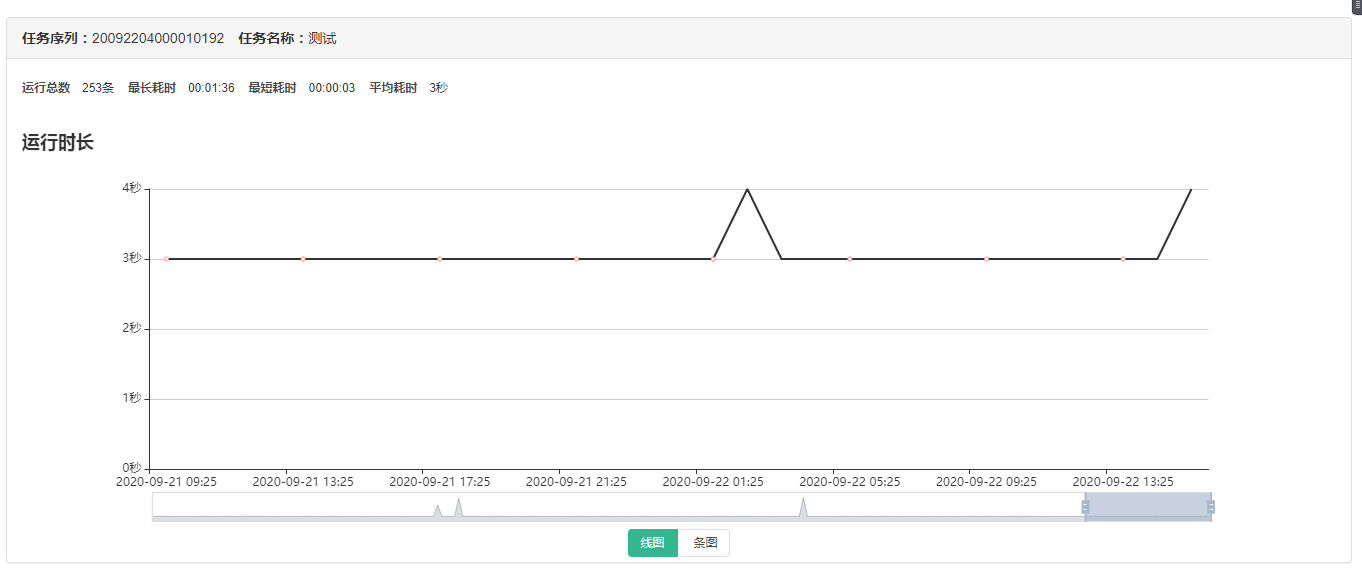 任务序列：20092204000010192 任务名称：测试
运行总数 253条 最长耗时 00:01:36 最短耗时 00:00:03 平均耗时 3秒
运行时长
4秒
3秒
2秒
1秒
0秒
2020-09-21 09:25 2020-09-21 13:25 2020-09-21 17:25 2020-09-21 21:25 2020-09-22 01:25 2020-09-22 05:25 2020-09-22 09:25 2020-09-22 13:25
线图 条图